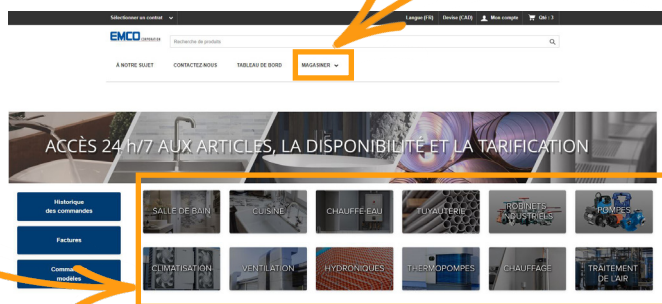 Sélectionner un contrat
Langue (FR) Devise (CAD) Mon compte Qté : 3
EMCO CORPORATION
Recherche de produits
À NOTRE SUJET CONTACTEZ-NOUS TABLEAU DE BORD MAGASINER
ACCÈS 24 h/7 AUX ARTICLES, LA DISPONIBILITÉ ET LA TARIFICATION
Historique
des commandes
Factures
modèles
SALLE DE BAIN CUISINE CHAUFFE-EAU TUYAUTERIE ROBINETS
INDUSTRIELS POMPES
CLIMATISATION VENTILATION HYDRONIQUES THERMOPOMPES CHAUFFAGE TRAITEMENT
DE L'AIR